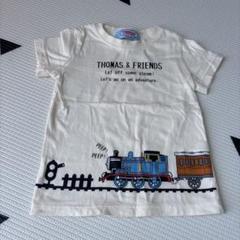 THOMAS & FRIENDS
Let off some steam!
Let's go on an adventure.
PEEP!
PEEP!